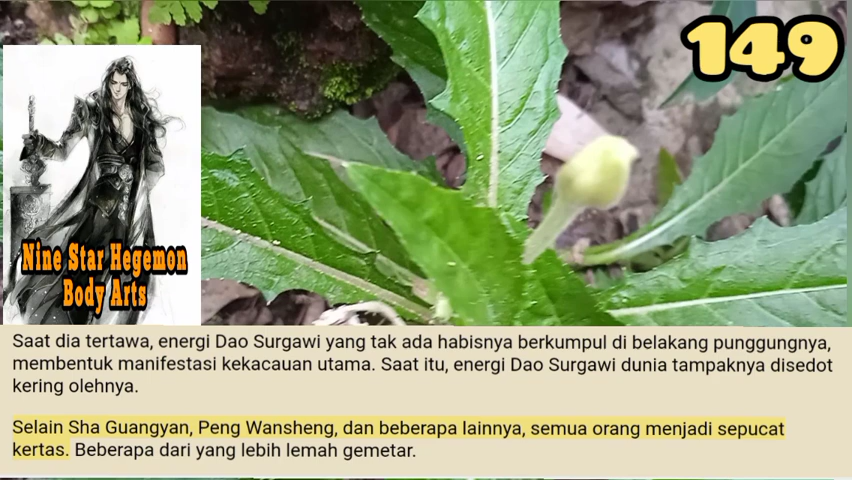 149
Nine Star Hegemon
Body Arts
Saat dia tertawa, energi Dao Surgawi yang tak ada habisnya berkumpul di belakang punggungnya,
membentuk manifestasi kekacauan utama. Saat itu, energi Dao Surgawi dunia tampaknya disedot
kering olehnya.
Selain Sha Guangyan, Peng Wansheng, dan beberapa lainnya, semua orang menjadi sepucat
kertas. Beberapa dari yang lebih lemah gemetar.